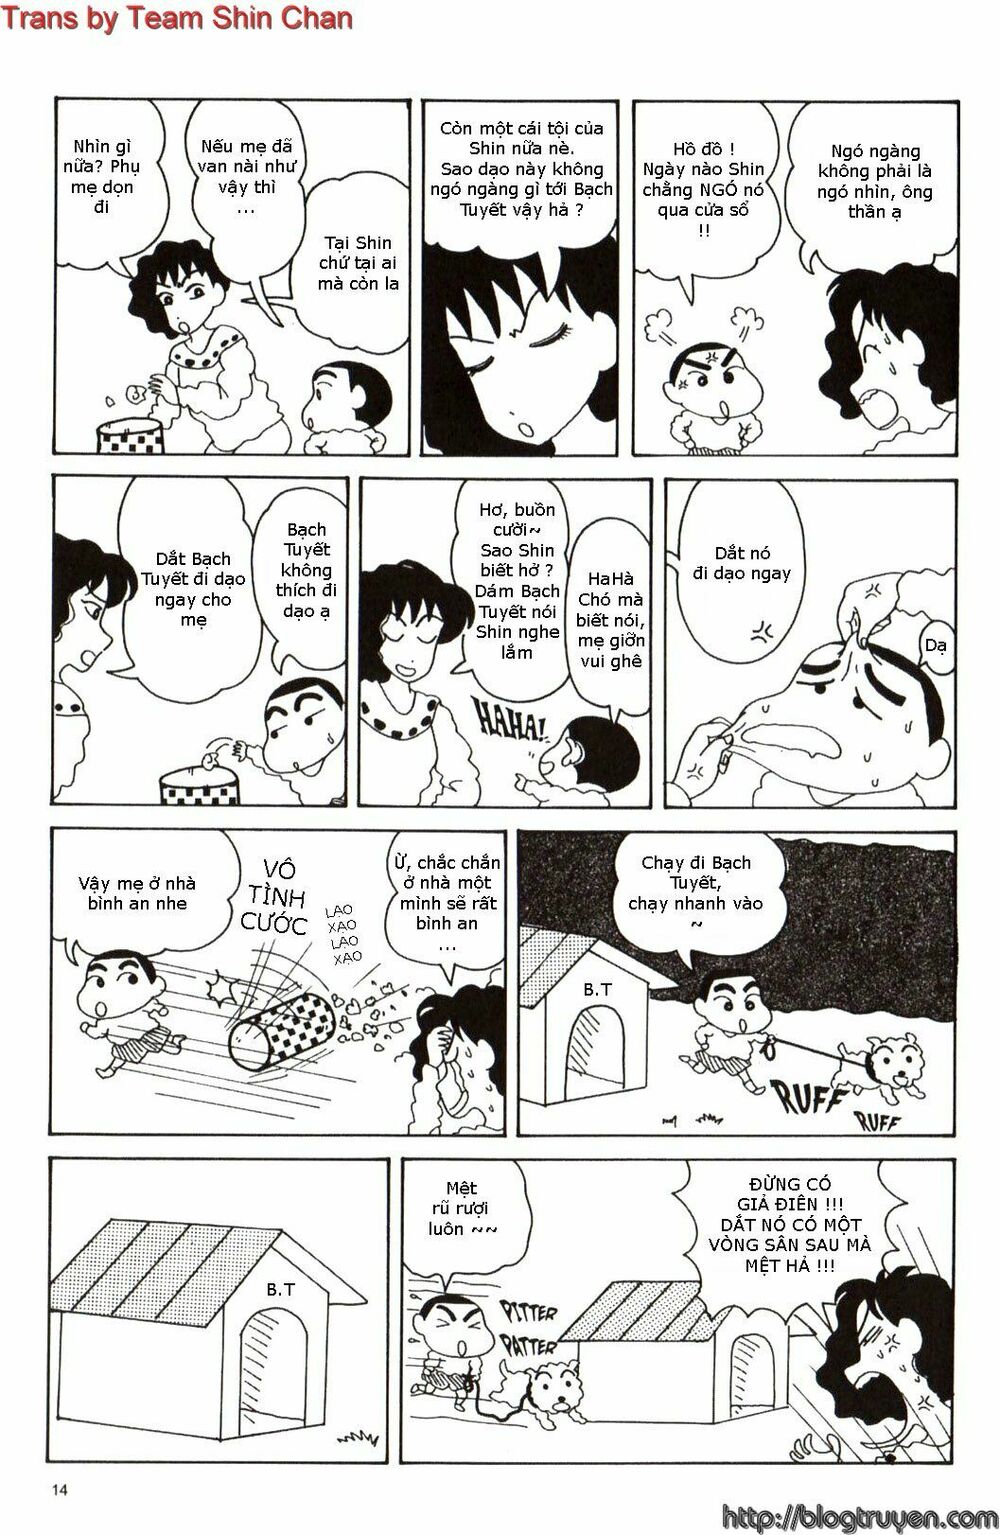 Trans by Team Shin Chan
Nhìn gì
nữa? Phụ
mẹ dọn
đi
Nếu mẹ đã
van nài như
vậy thì
...
Tại Shin
chứ tại ai
mà còn la
Còn một cái tội của
Shin nữa nè.
Sao dạo này không
ngó ngàng gì tới Bạch
Tuyết vậy hả ?
Hồ đồ !
Ngày nào Shin
chẳng NGÓ nó
qua cửa sổ
!!
Ngó ngàng
không phải là
ngó nhìn, ông
thần ạ
Dắt Bạch
Tuyết đi dạo
ngay cho
mẹ
Bạch
Tuyết
không
thích đi
dạo ạ
Hơ, buồn
cười~
Sao Shin
biết hở ?
Dám Bạch
Tuyết nói
Shin nghe
lắm
HaHà
Chó mà
biết nói,
mẹ giỡn
vui ghê
HAHA!
Dắt nó
đi dạo ngay
Dạ
Vậy mẹ ở nhà
bình an nhe
VÔ
TÌNH
CƯỚC
LẠO
XẠO
LẠO
XẠO
Ừ, chắc chắn
ở nhà một
mình sẽ rất
bình an
...
Chạy đi Bạch
Tuyết,
chạy nhanh vào
~
B.T
RUFF
RUFF
B.T
Mệt
rũ rượi
luôn ~~
PITTER
PATTER
ĐỪNG CÓ
GIẢ ĐIÊN !!!
DẮT NÓ CÓ MỘT
VÒNG SÂN SAU MÀ
MỆT HẢ !!!
14
http://blogtruyen.com